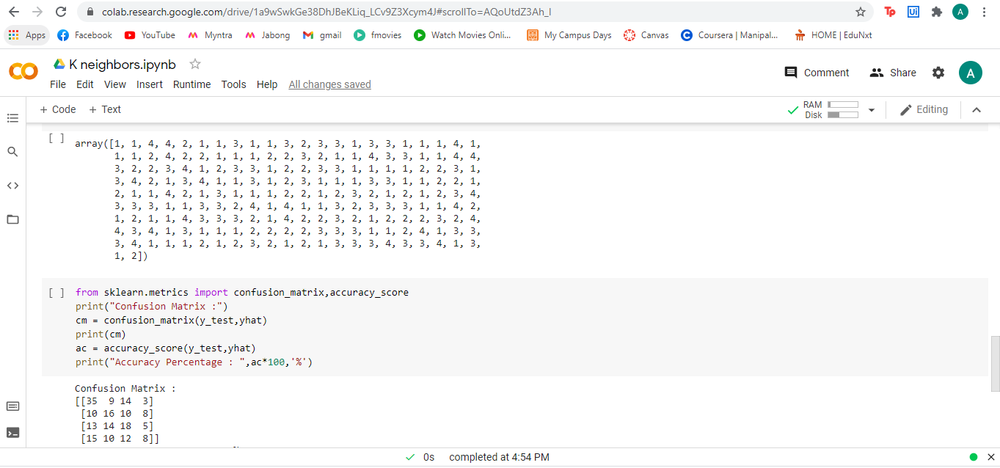 colab.research.google.com/drive/1a9wSwkGe38DhJBeKLiq_LCv9Z3Xcym4J#scrollTo=AQoUtdZ3Ah_I
Tp
Ui
A
Apps Facebook YouTube Myntra Jabong gmail fmovies Watch Movies Onli... My Campus Days Canvas Coursera | Manipal... HOME | EduNxt
K neighbors.ipynb
File Edit View Insert Runtime Tools Help All changes saved
Comment Share A
+ Code + Text
RAM
Disk
Editing
[ ] array([1, 1, 4, 4, 2, 1, 1, 3, 1, 1, 3, 2, 3, 3, 1, 3, 3, 1, 1, 1, 4, 1,
1, 1, 2, 4, 2, 2, 1, 1, 1, 2, 2, 3, 2, 1, 1, 4, 3, 3, 1, 1, 4, 4,
3, 2, 2, 3, 4, 1, 2, 3, 3, 1, 2, 2, 3, 3, 1, 1, 1, 1, 2, 2, 3, 1,
3, 4, 2, 1, 3, 4, 1, 1, 3, 1, 2, 3, 1, 1, 1, 3, 3, 1, 1, 2, 2, 1,
2, 1, 1, 4, 2, 1, 3, 1, 1, 1, 2, 2, 1, 2, 3, 2, 1, 2, 1, 2, 3, 4,
3, 3, 3, 1, 1, 3, 3, 2, 4, 1, 4, 1, 1, 3, 2, 3, 3, 3, 1, 1, 4, 2,
1, 2, 1, 1, 4, 3, 3, 3, 2, 1, 4, 2, 2, 3, 2, 1, 2, 2, 2, 3, 2, 4,
4, 3, 4, 1, 3, 1, 1, 1, 2, 2, 2, 2, 3, 3, 3, 1, 1, 2, 4, 1, 3, 3,
3, 4, 1, 1, 1, 2, 1, 2, 3, 2, 1, 2, 1, 3, 3, 3, 4, 3, 3, 4, 1, 3,
1, 2])
[ ] from sklearn.metrics import confusion_matrix,accuracy_score
print("Confusion Matrix :")
cm = confusion_matrix(y_test,yhat)
print(cm)
ac = accuracy_score(y_test,yhat)
print("Accuracy Percentage : ",ac*100,'%')
Confusion Matrix :
[[35 9 14 3]
[10 16 10 8]
[13 14 18 5]
[15 10 12 8]]
0s completed at 4:54 PM